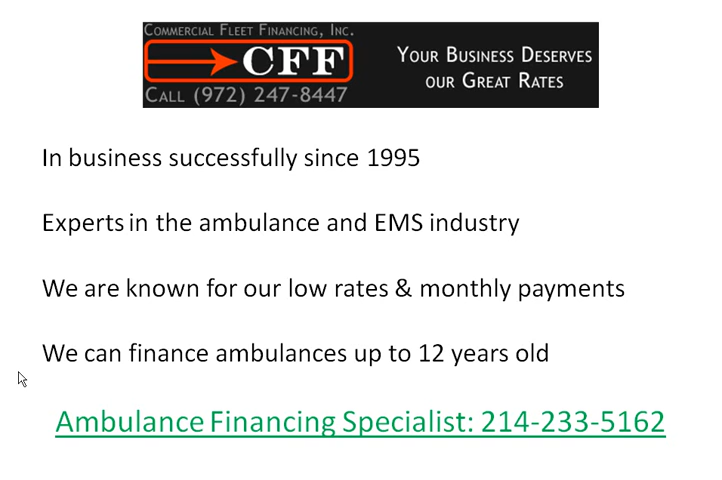 COMMERCIAL FLEET FINANCING, INC.
CFF
CALL (972) 247-8447
YOUR BUSINESS DESERVES
OUR GREAT RATES
In business successfully since 1995
Experts in the ambulance and EMS industry
We are known for our low rates & monthly payments
We can finance ambulances up to 12 years old
Ambulance Financing Specialist: 214-233-5162